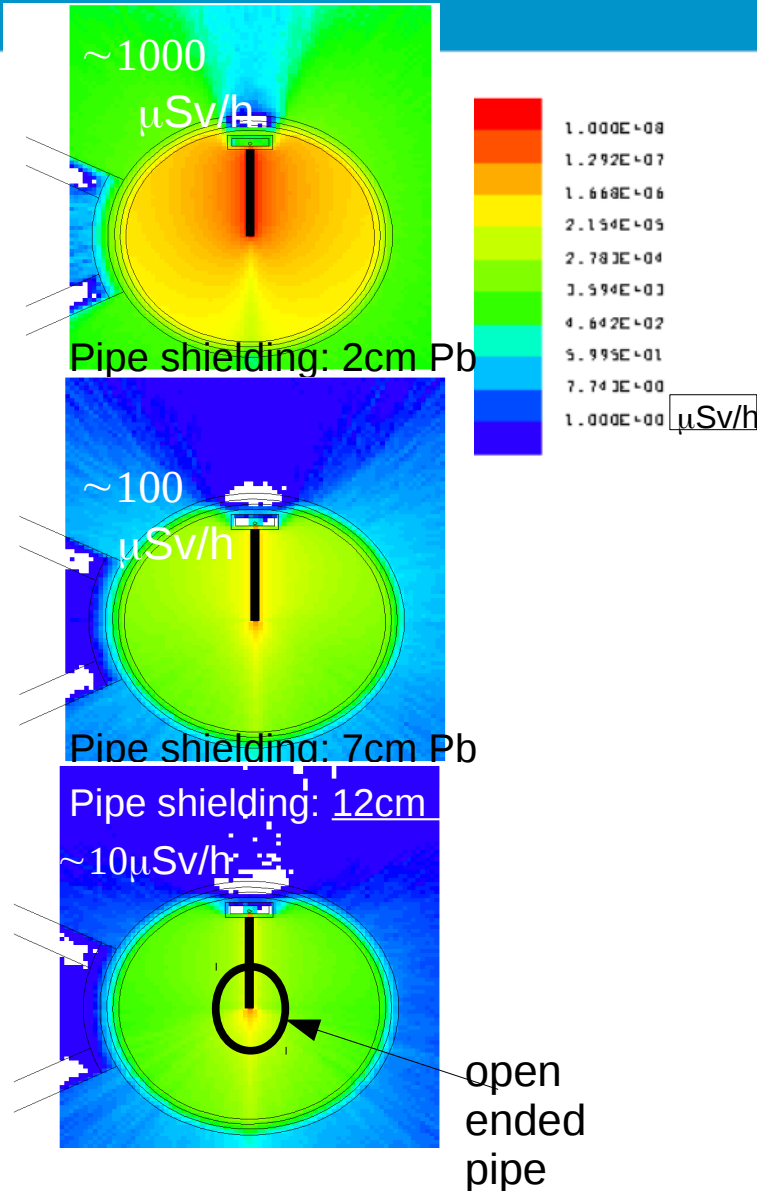 ~1000
μSv/h
Pipe shielding: 2cm Pb
1.000E+08
1.292E+07
1.668E+06
2.154E+05
2.783E+04
3.594E+03
4.642E+02
5.995E+01
7.743E+00
1.000E+00
μSv/h
~100
μSv/h
Pipe shielding: 7cm Pb
Pipe shielding: 12cm
~10μSv/h
open
ended
pipe